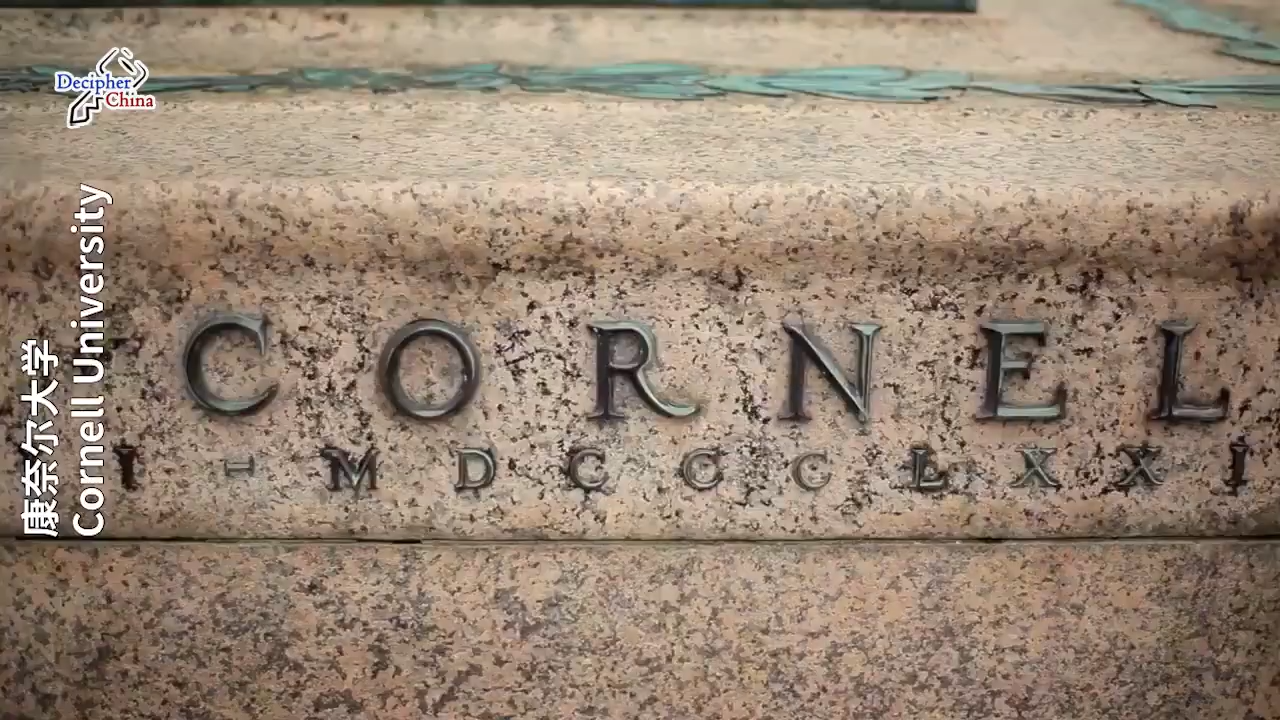 Decipher
China
康奈尔大学
Cornell University
CORNEL
I - MDCCCLXXI